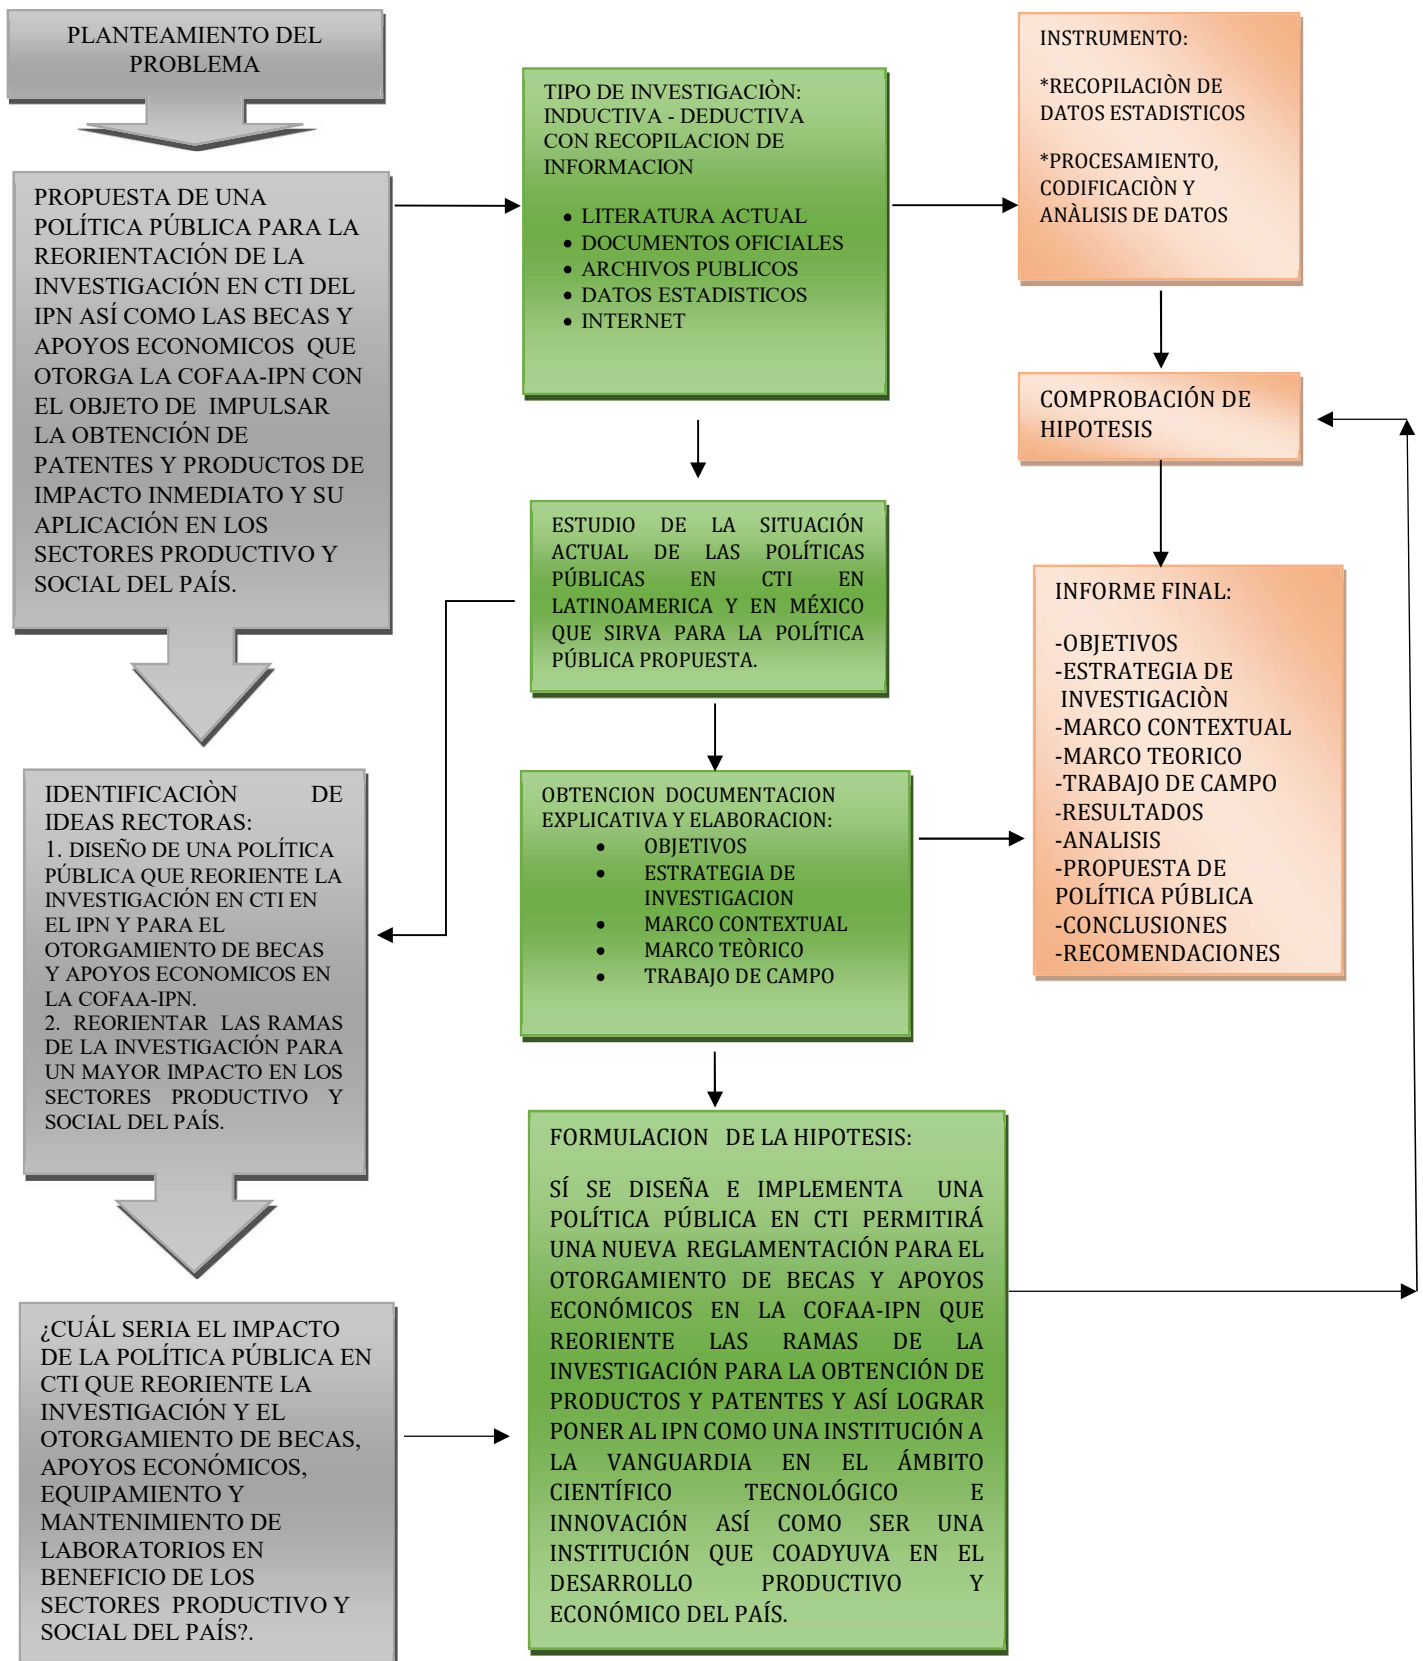 PLANTEAMIENTO DEL
PROBLEMA
PROPUESTA DE UNA
POLÍTICA PÚBLICA PARA LA
REORIENTACIÓN DE LA
INVESTIGACIÓN EN CTI DEL
IPN ASÍ COMO LAS BECAS Y
APOYOS ECONOMICOS QUE
OTORGA LA COFAA-IPN CON
EL OBJETO DE IMPULSAR
LA OBTENCIÓN DE
PATENTES Y PRODUCTOS DE
IMPACTO INMEDIATO Y SU
APLICACIÓN EN LOS
SECTORES PRODUCTIVO Y
SOCIAL DEL PAÍS.
IDENTIFICACIÒN DE
IDEAS RECTORAS:
1. DISEÑO DE UNA POLÍTICA
PÚBLICA QUE REORIENTE LA
INVESTIGACIÓN EN CTI EN
EL IPN Y PARA EL
OTORGAMIENTO DE BECAS
Y APOYOS ECONOMICOS EN
LA COFAA-IPN.
2. REORIENTAR LAS RAMAS
DE LA INVESTIGACIÓN PARA
UN MAYOR IMPACTO EN LOS
SECTORES PRODUCTIVO Y
SOCIAL DEL PAÍS.
¿CUÁL SERIA EL IMPACTO
DE LA POLÍTICA PÚBLICA EN
CTI QUE REORIENTE LA
INVESTIGACIÓN Y EL
OTORGAMIENTO DE BECAS,
APOYOS ECONÓMICOS,
EQUIPAMIENTO Y
MANTENIMIENTO DE
LABORATORIOS EN
BENEFICIO DE LOS
SECTORES PRODUCTIVO Y
SOCIAL DEL PAÍS?.
TIPO DE INVESTIGACIÒN:
INDUCTIVA - DEDUCTIVA
CON RECOPILACION DE
INFORMACION
• LITERATURA ACTUAL
• DOCUMENTOS OFICIALES
• ARCHIVOS PUBLICOS
• DATOS ESTADISTICOS
• INTERNET
ESTUDIO DE LA SITUACIÓN
ACTUAL DE LAS POLÍTICAS
PÚBLICAS EN CTI EN
LATINOAMERICA Y EN MÉXICO
QUE SIRVA PARA LA POLÍTICA
PÚBLICA PROPUESTA.
OBTENCION DOCUMENTACION
EXPLICATIVA Y ELABORACION:
• OBJETIVOS
• ESTRATEGIA DE
INVESTIGACION
• MARCO CONTEXTUAL
• MARCO TEÒRICO
• TRABAJO DE CAMPO
FORMULACION DE LA HIPOTESIS:
SÍ SE DISEÑA E IMPLEMENTA UNA
POLÍTICA PÚBLICA EN CTI PERMITIRÁ
UNA NUEVA REGLAMENTACIÓN PARA EL
OTORGAMIENTO DE BECAS Y APOYOS
ECONÓMICOS EN LA COFAA-IPN QUE
REORIENTE LAS RAMAS DE LA
INVESTIGACIÓN PARA LA OBTENCIÓN DE
PRODUCTOS Y PATENTES Y ASÍ LOGRAR
PONER AL IPN COMO UNA INSTITUCIÓN A
LA VANGUARDIA EN EL ÁMBITO
CIENTÍFICO TECNOLÓGICO E
INNOVACIÓN ASÍ COMO SER UNA
INSTITUCIÓN QUE COADYUVA EN EL
DESARROLLO PRODUCTIVO Y
ECONÓMICO DEL PAÍS.
INSTRUMENTO:
*RECOPILACIÒN DE
DATOS ESTADISTICOS
*PROCESAMIENTO,
CODIFICACIÒN Y
ANÀLISIS DE DATOS
COMPROBACIÓN DE
HIPOTESIS
INFORME FINAL:
-OBJETIVOS
-ESTRATEGIA DE
INVESTIGACIÒN
-MARCO CONTEXTUAL
-MARCO TEORICO
-TRABAJO DE CAMPO
-RESULTADOS
-ANALISIS
-PROPUESTA DE
POLÍTICA PÚBLICA
-CONCLUSIONES
-RECOMENDACIONES